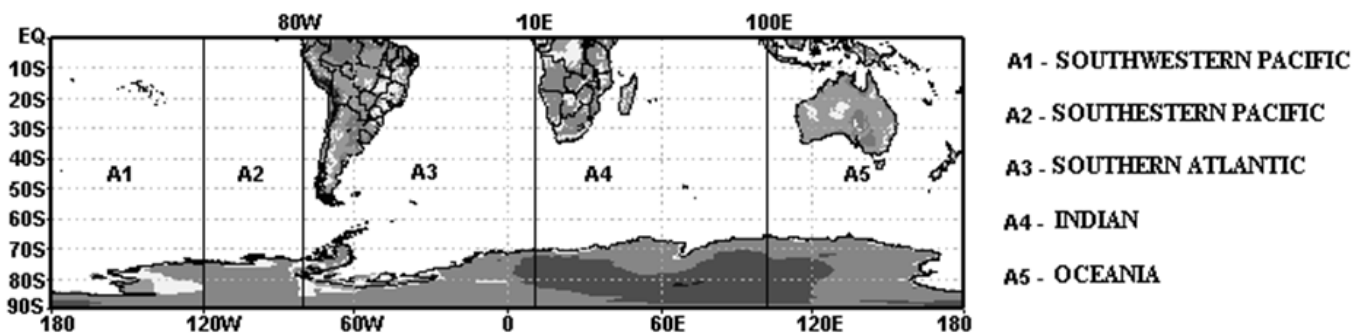 80W 10E 100E
EQ
10S
20S
30S
40S
50S
60S
70S
80S
90S
A1 A2 A3 A4 A5
180 120W 60W 0 60E 120E 180
A1 - SOUTHWESTERN PACIFIC
A2 - SOUTHESTERN PACIFIC
A3 - SOUTHERN ATLANTIC
A4 - INDIAN
A5 - OCEANIA